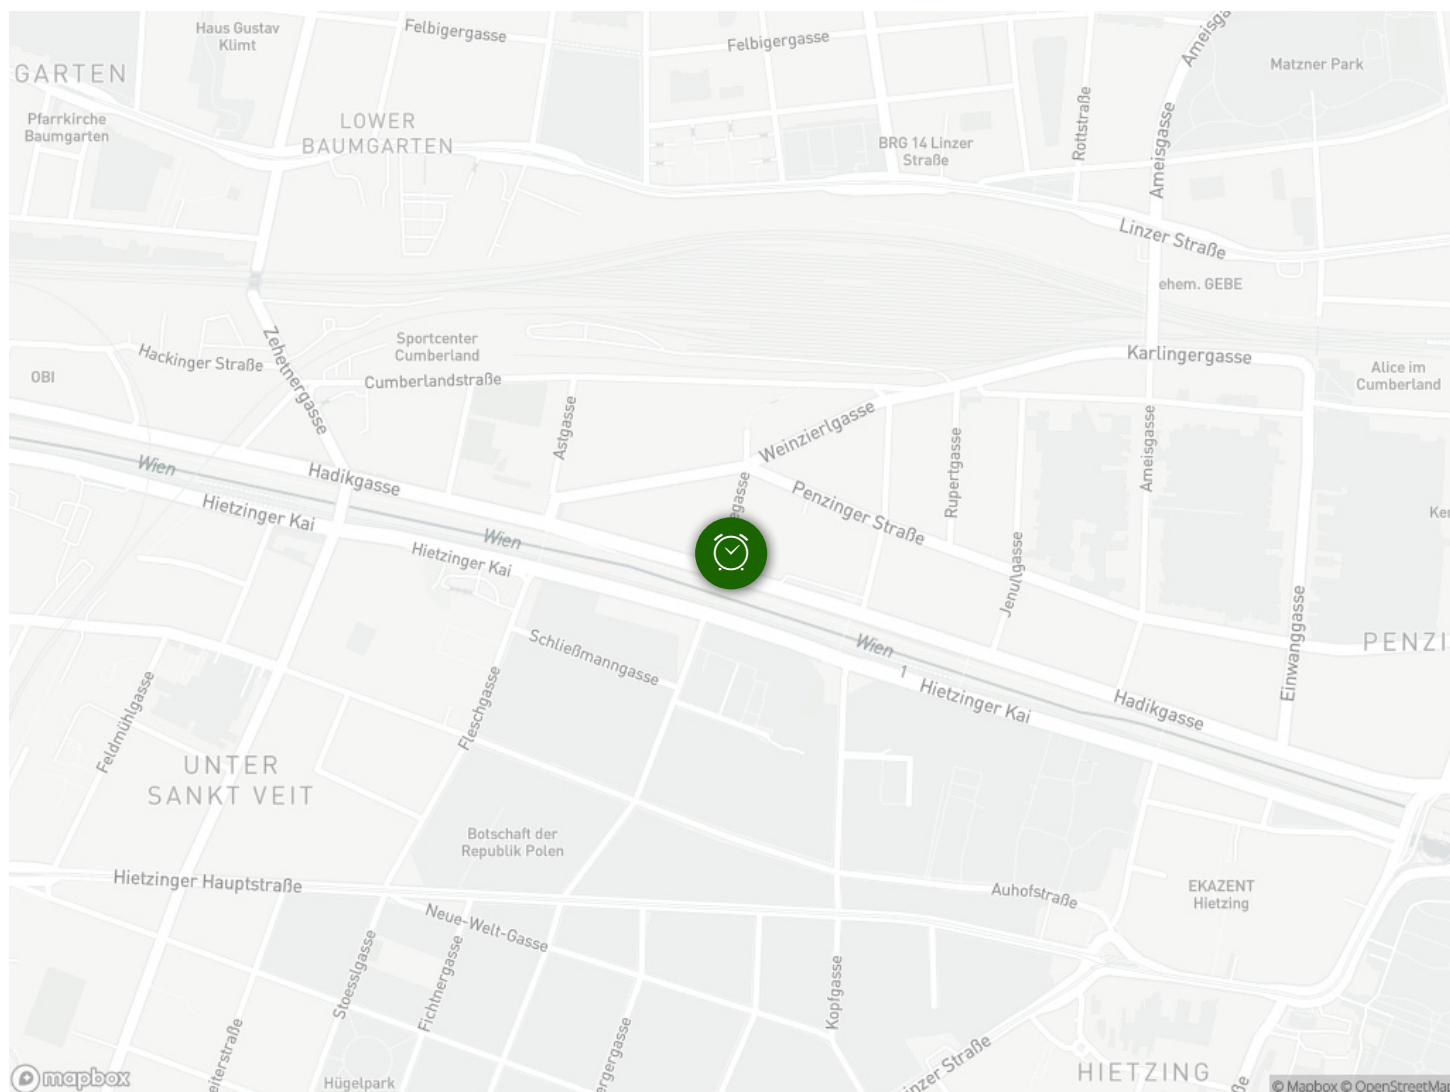 Haus Gustav
Klimt
Felbigergasse
Felbigergasse
Matzner Park
GARTEN
Pfarrkirche
Baumgarten
LOWER
BAUMGARTEN
BRG 14 Linzer
Straße
Rottstraße
Ameisgasse
Linzer Straße
ehem. GEBE
Zehetnergasse
Hackinger Straße
Sportcenter
Cumberland
Cumberlandstraße
OBI
Karlingergasse
Alice im
Cumberland
Astgasse
Weinzierlgasse
Rupertgasse
Ameisgasse
Wien
Hadikgasse
Hietzinger Kai
Penzinger Straße
Wien
Hietzinger Kai
Jenullgasse
Einwanggasse
PENZI
Schließmanngasse
Wien
1
Hietzinger Kai
Hadikgasse
Feldmühlgasse
Fleschgasse
UNTER
SANKT VEIT
Botschaft der
Republik Polen
Hietzinger Hauptstraße
Auhofstraße
EKAZENT
Hietzing
Neue-Welt-Gasse
Stoesslgasse
Fichtnergasse
Kopfgasse
Hügelpark
HIETZING
mapbox
© Mapbox © OpenStreetMap